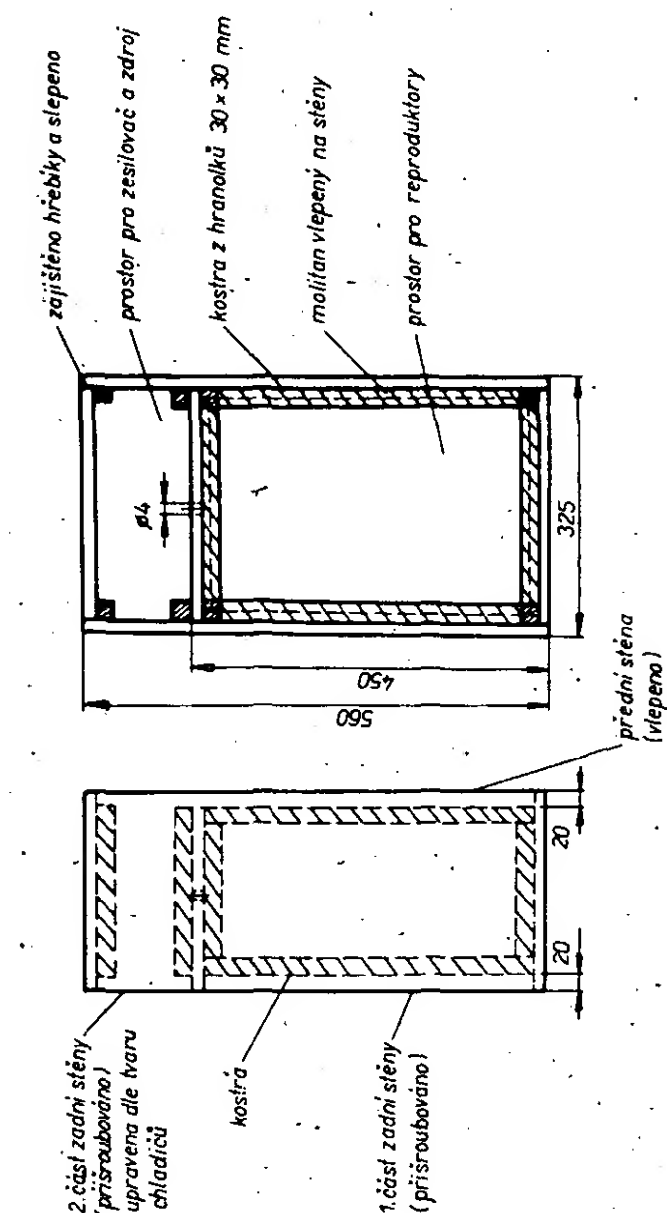 zajištěno hřebíky a slepeno
prostor pro zesilovač a zdroj
kostra z hranolků 30 × 30 mm
molitan vlepený na stěny
prostor pro reproduktory
ø4
325
450
560
přední stěna
(vlepeno)
20
20
2. část zadní stěny
(přišroubováno)
upravena dle tvaru
chladičů
kostra
1. část zadní stěny
(přišroubováno)